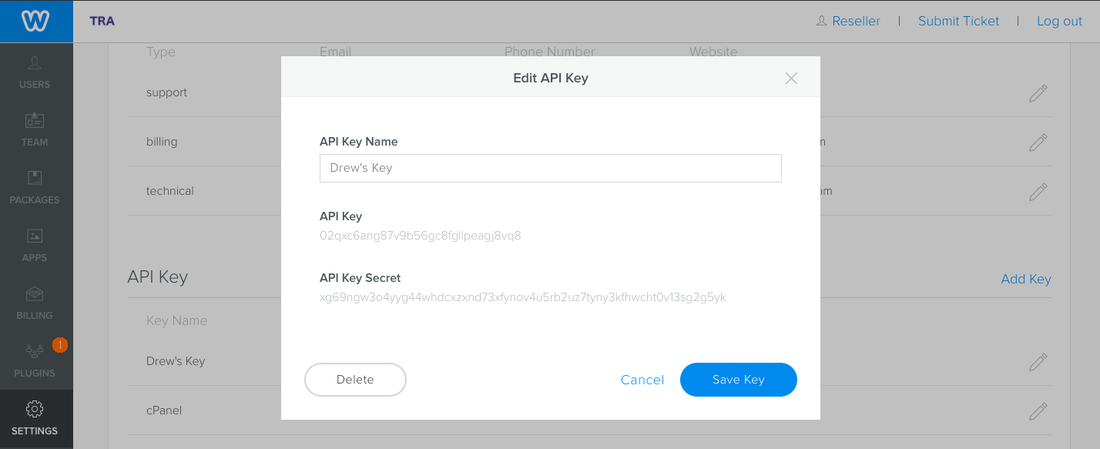 TRA
Reseller | Submit Ticket | Log out
USERS
TEAM
PACKAGES
APPS
BILLING
1
PLUGINS
SETTINGS
Type Email Phone Number Website
support
billing m
technical om
API Key Add Key
Key Name
Drew's Key
cPanel
Edit API Key
API Key Name
Drew's Key
API Key
02qxc6ang87v9b56gc8fgllpeagj8vq8
API Key Secret
xg69ngw3o4yyg44whdcxzxnd73xfynov4u5rb2uz7tyny3kfhwcht0v13sg2g5yk
Delete Cancel Save Key